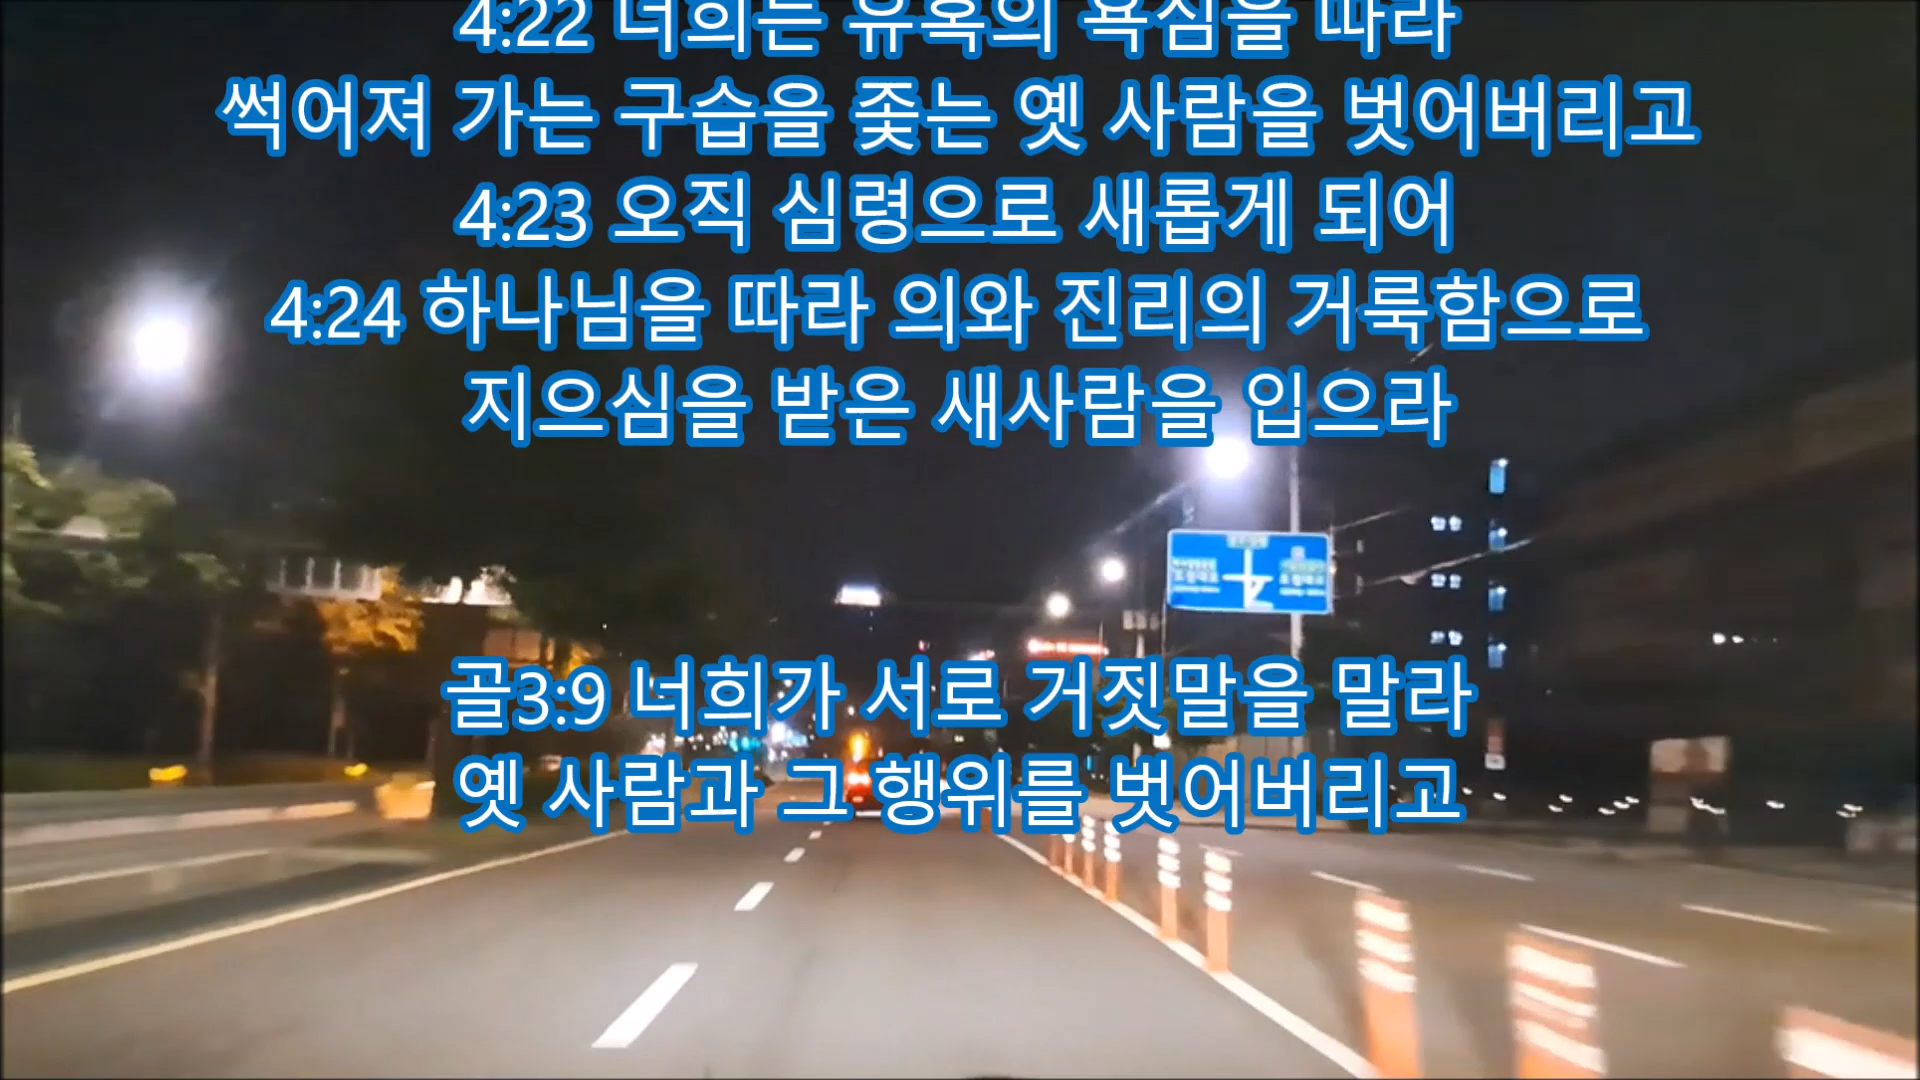 4:22 너희는 유혹의 욕심을 따라
썩어져 가는 구습을 좇는 옛 사람을 벗어버리고
4:23 오직 심령으로 새롭게 되어
4:24 하나님을 따라 의와 진리의 거룩함으로
지으심을 받은 새사람을 입으라
골3:9 너희가 서로 거짓말을 말라
옛 사람과 그 행위를 벗어버리고